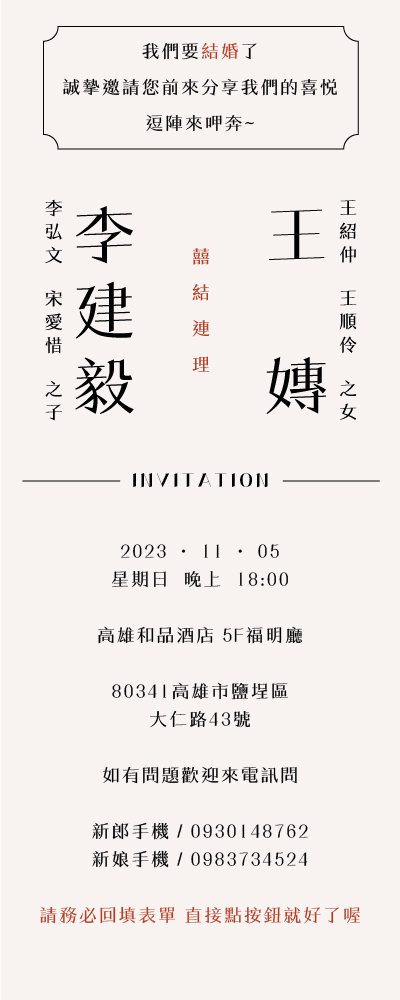 我們要結婚了
誠摯邀請您前來分享我們的喜悅
逗陣來呷奔~
王紹仲 王順伶 之女
王 嫥
囍結連理
李建毅
李弘文 宋愛惜 之子
INVITATION
2023 · 11 · 05
星期日 晚上 18:00
高雄和品酒店 5F福明廳
80341高雄市鹽埕區
大仁路43號
如有問題歡迎來電訊問
新郎手機 / 0930148762
新娘手機 / 0983734524
請務必回填表單 直接點按鈕就好了喔